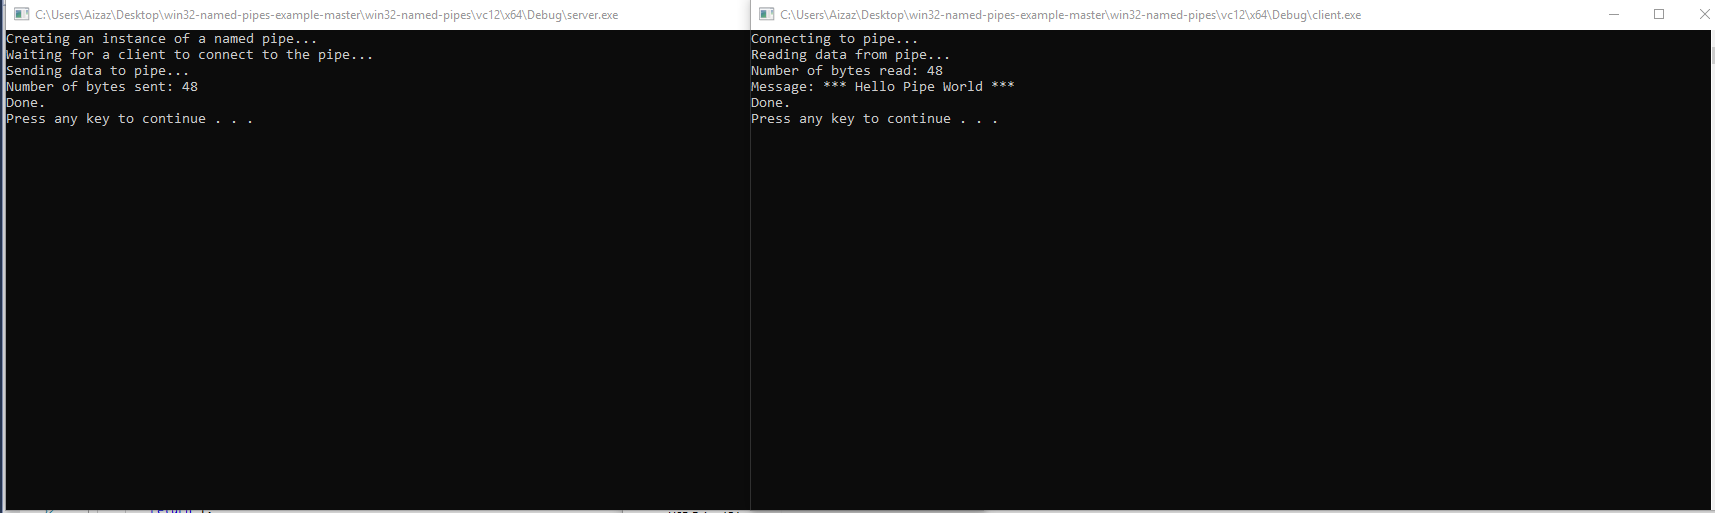 C:\Users\Aizaz\Desktop\win32-named-pipes-example-master\win32-named-pipes\vc12\x64\Debug\server.exe
Creating an instance of a named pipe...
Waiting for a client to connect to the pipe...
Sending data to pipe...
Number of bytes sent: 48
Done.
Press any key to continue . . .
C:\Users\Aizaz\Desktop\win32-named-pipes-example-master\win32-named-pipes\vc12\x64\Debug\client.exe
Connecting to pipe...
Reading data from pipe...
Number of bytes read: 48
Message: *** Hello Pipe World ***
Done.
Press any key to continue . . .